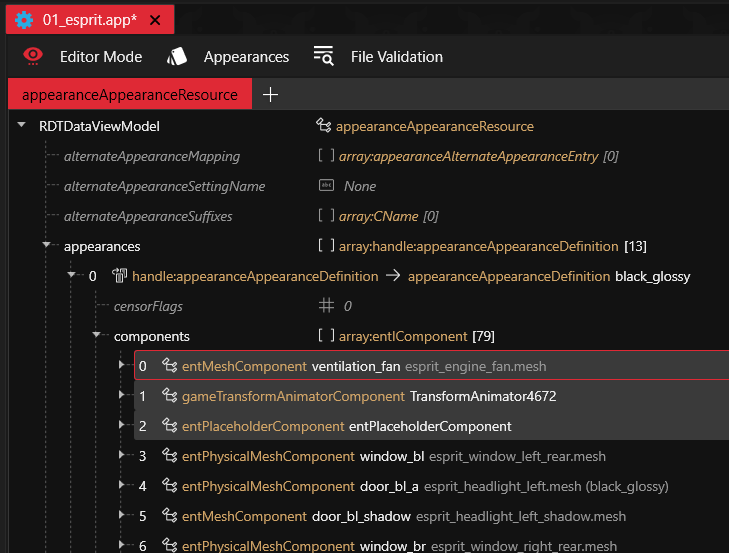 01_esprit.app*
Editor Mode Appearances File Validation
appearanceAppearanceResource
RDTDataViewModel appearanceAppearanceResource
alternateAppearanceMapping [ ] array:appearanceAlternateAppearanceEntry [0]
alternateAppearanceSettingName None
alternateAppearanceSuffixes [ ] array:CName [0]
appearances [ ] array:handle:appearanceAppearanceDefinition [13]
0 handle:appearanceAppearanceDefinition → appearanceAppearanceDefinition black_glossy
censorFlags # 0
components [ ] array:entIComponent [79]
0 entMeshComponent ventilation_fan esprit_engine_fan.mesh
1 gameTransformAnimatorComponent TransformAnimator4672
2 entPlaceholderComponent entPlaceholderComponent
3 entPhysicalMeshComponent window_bl esprit_window_left_rear.mesh
4 entPhysicalMeshComponent door_bl_a esprit_headlight_left.mesh (black_glossy)
5 entMeshComponent door_bl_shadow esprit_headlight_left_shadow.mesh
6 entPhysicalMeshComponent window_br esprit_window_right_rear.mesh